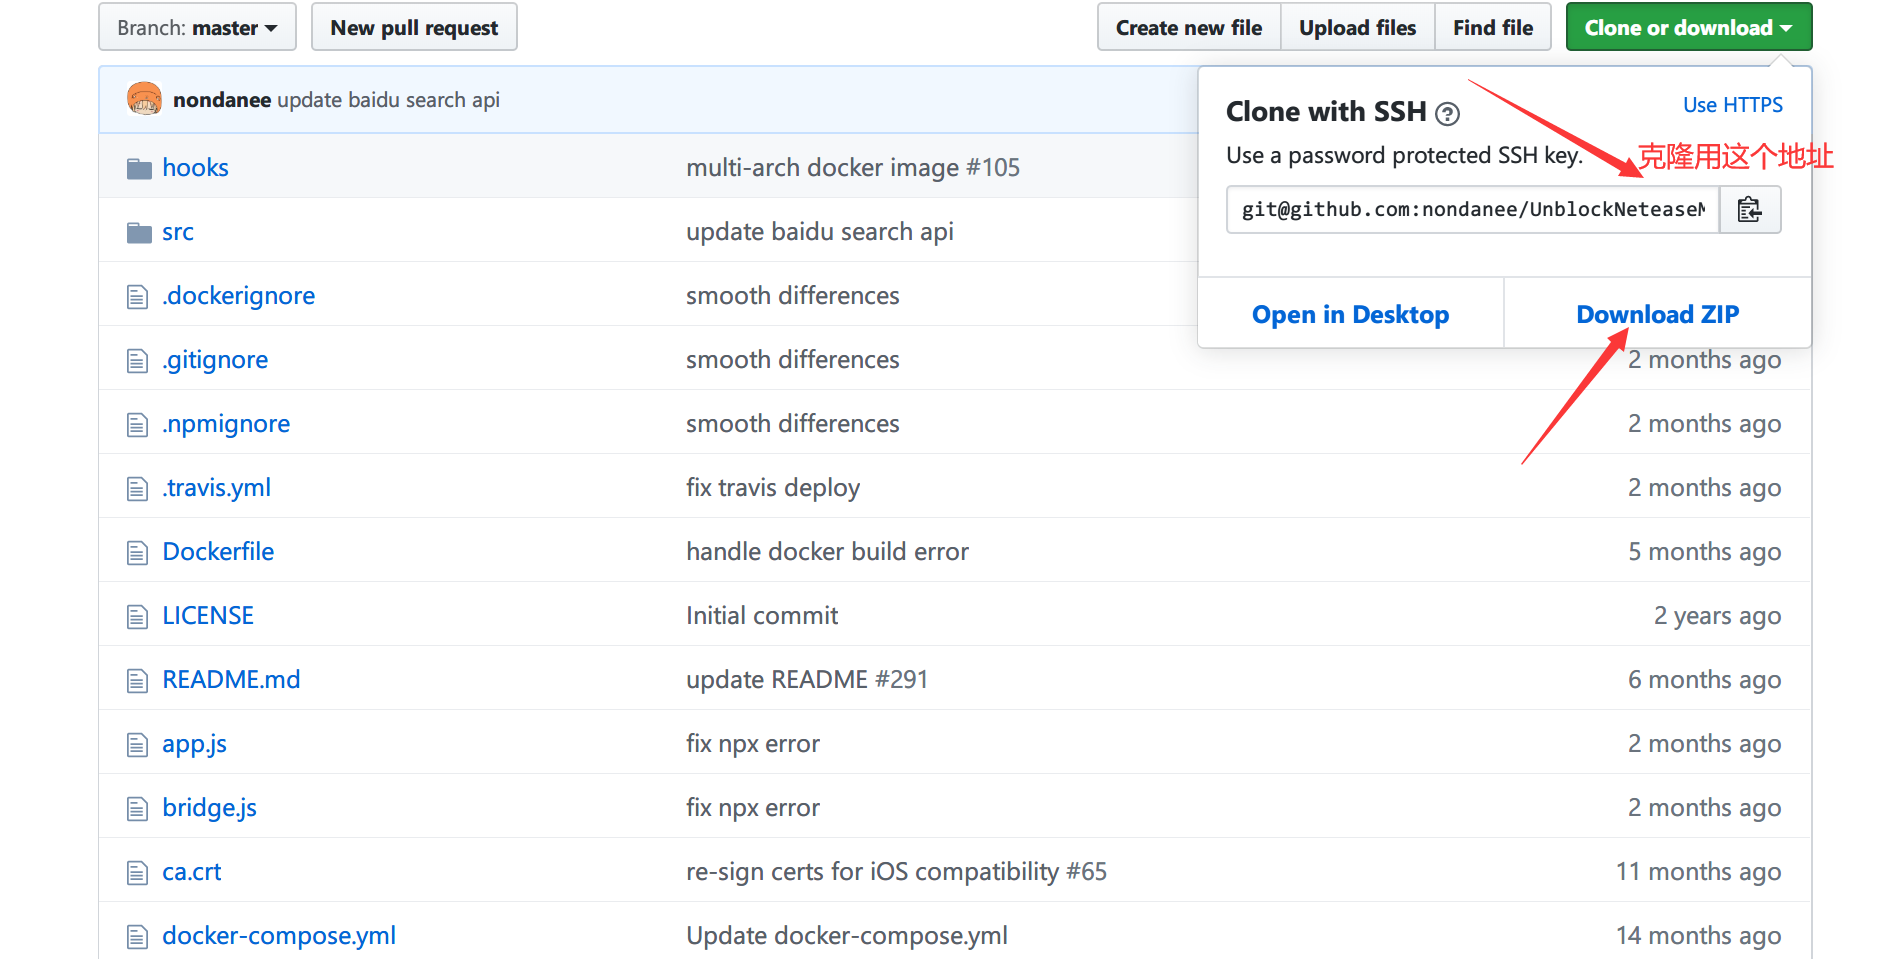 Branch: master
New pull request
Create new file
Upload files
Find file
Clone or download
nondanee update baidu search api
Clone with SSH ?
Use HTTPS
Use a password protected SSH key.
克隆用这个地址
git@github.com:nondanee/UnblockNetease
Open in Desktop
Download ZIP
hooks multi-arch docker image #105
src update baidu search api
.dockerignore smooth differences
.gitignore smooth differences 2 months ago
.npmignore smooth differences 2 months ago
.travis.yml fix travis deploy 2 months ago
Dockerfile handle docker build error 5 months ago
LICENSE Initial commit 2 years ago
README.md update README #291 6 months ago
app.js fix npx error 2 months ago
bridge.js fix npx error 2 months ago
ca.crt re-sign certs for iOS compatibility #65 11 months ago
docker-compose.yml Update docker-compose.yml 14 months ago